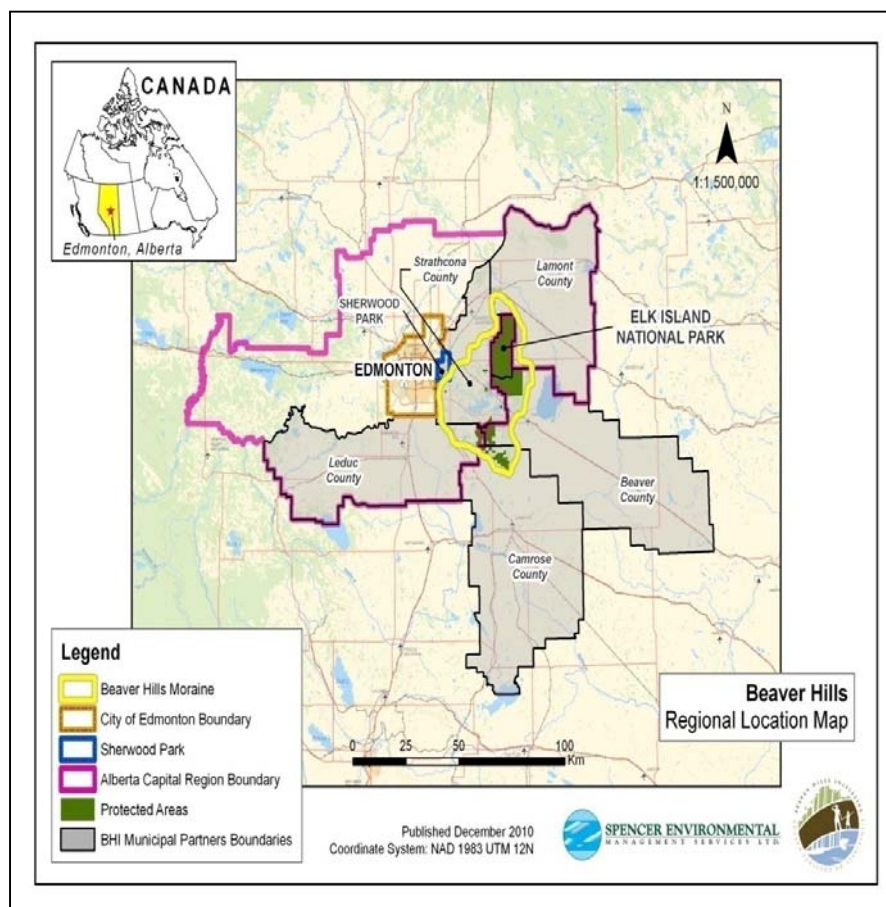 CANADA
Edmonton, Alberta
N
1:1,500,000
Strathcona
County
Lamont
County
SHERWOOD
PARK
ELK ISLAND
NATIONAL PARK
EDMONTON
Leduc
County
Beaver
County
Camrose
County
Legend
Beaver Hills Moraine
City of Edmonton Boundary
Sherwood Park
Alberta Capital Region Boundary
Protected Areas
BHI Municipal Partners Boundaries
0 25 50 100
Km
Beaver Hills
Regional Location Map
Published December 2010
Coordinate System: NAD 1983 UTM 12N
SPENCER ENVIRONMENTAL
MANAGEMENT SERVICES LTD.
BEAVER HILLS INITIATIVE